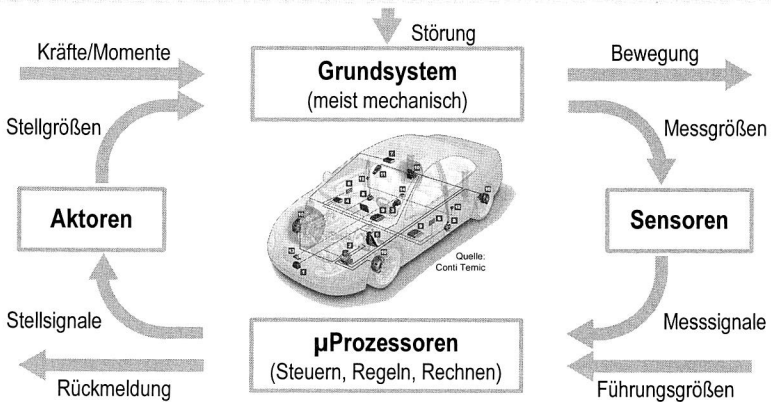 Störung
Kräfte/Momente
Grundsystem
(meist mechanisch)
Bewegung
Stellgrößen
Messgrößen
Aktoren
Sensoren
Quelle:
Conti Temic
Stellsignale
µProzessoren
(Steuern, Regeln, Rechnen)
Messsignale
Rückmeldung
Führungsgrößen